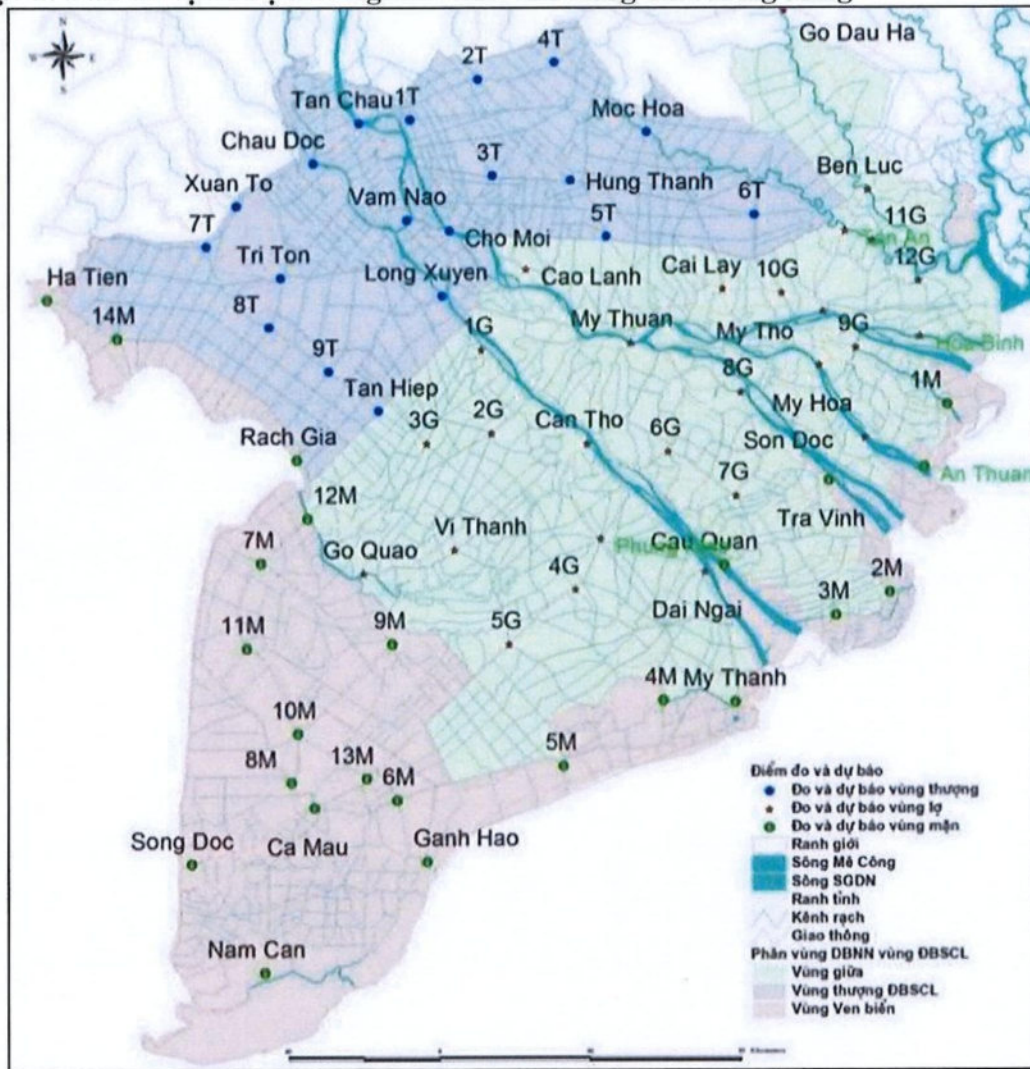 Go Dau Ha
4T
2T
Tan Chau
1T
Moc Hoa
Chau Doc
3T
Ben Luc
Xuan To
Vam Nao
Hung Thanh
6T
7T
5T
11G
Tan An
Tri Ton
Cho Moi
12G
Ha Tien
Long Xuyen
Cao Lanh
Cai Lay
10G
8T
14M
1G
My Thuan
My Tho
9G
Hoa Binh
9T
8G
1M
Tan Hiep
My Hoa
3G
2G
Can Tho
6G
Rach Gia
Son Doc
7G
An Thuan
12M
Vi Thanh
Tra Vinh
7M
Go Quao
Cau Quan
4G
2M
3M
Dai Ngai
11M
9M
5G
4M
My Thanh
10M
8M
13M
6M
5M
Song Doc
Ca Mau
Ganh Hao
Nam Can
Điểm đo và dự báo
Đo và dự báo vùng thượng
Đo và dự báo vùng lợ
Đo và dự báo vùng mặn
Ranh giới
Sông Mê Công
Sông SGDN
Ranh tỉnh
Kênh rạch
Giao thông
Phân vùng DBNN vùng ĐBSCL
Vùng giữa
Vùng thượng ĐBSCL
Vùng Ven biển